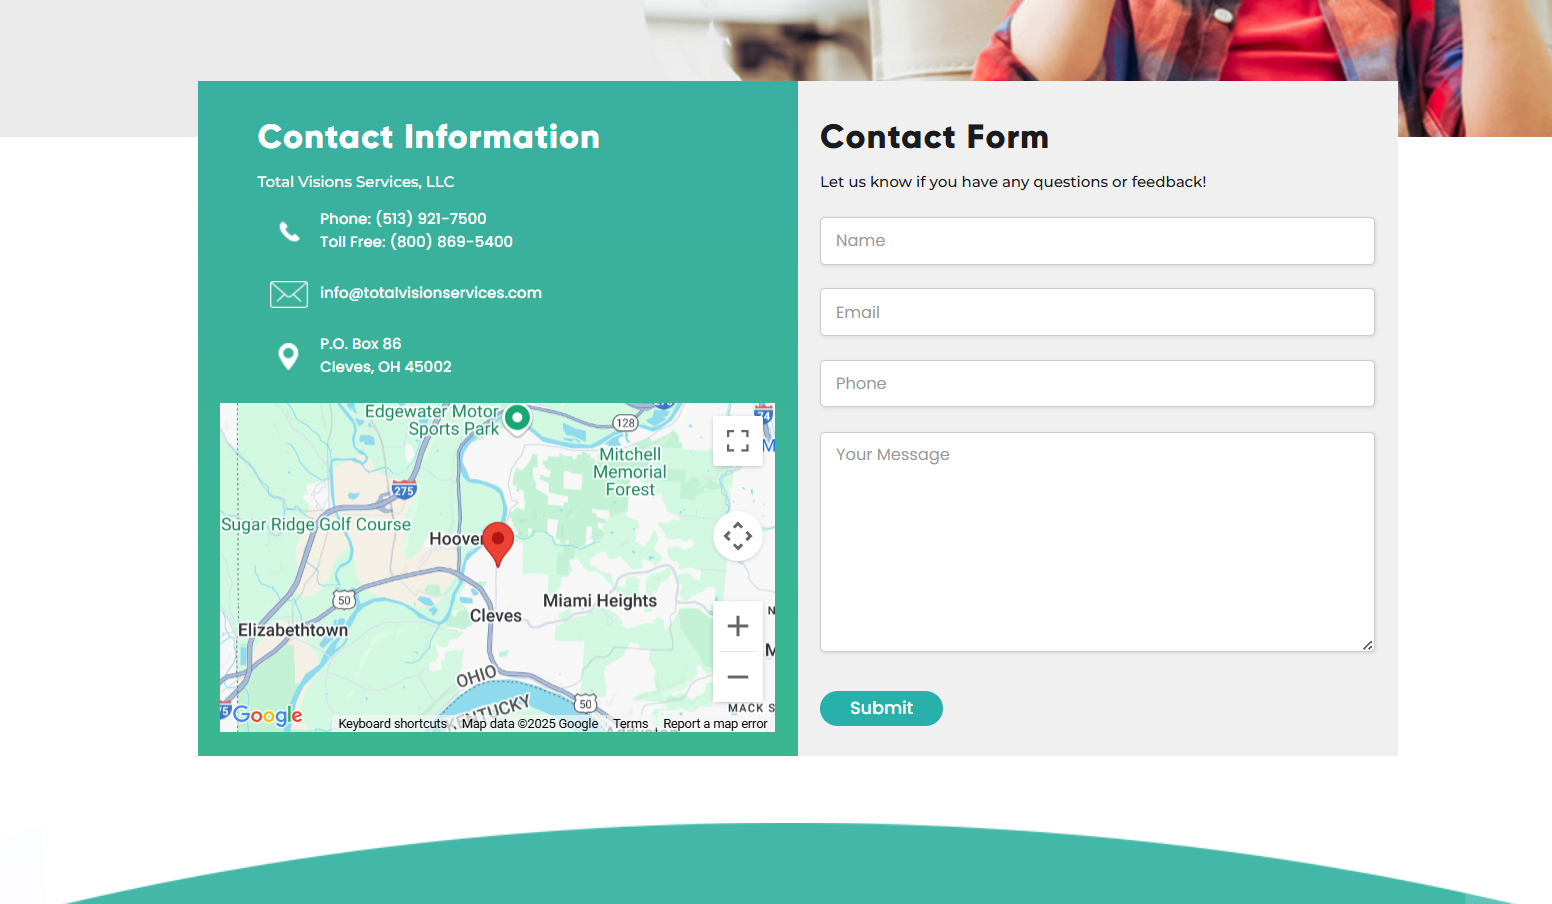 Contact Information
Total Visions Services, LLC
Phone: (513) 921-7500
Toll Free: (800) 869-5400
info@totalvisionservices.com
P.O. Box 86
Cleves, OH 45002
Edgewater Motor
Sports Park
128
74
Mitchell
Memorial
Forest
275
Sugar Ridge Golf Course
Hooven
50
Cleves
Miami Heights
Elizabethtown
OHIO
KENTUCKY
50
MACK S
Google
Keyboard shortcuts
Map data ©2025 Google
Terms
Report a map error
Contact Form
Let us know if you have any questions or feedback!
Name
Email
Phone
Your Message
Submit